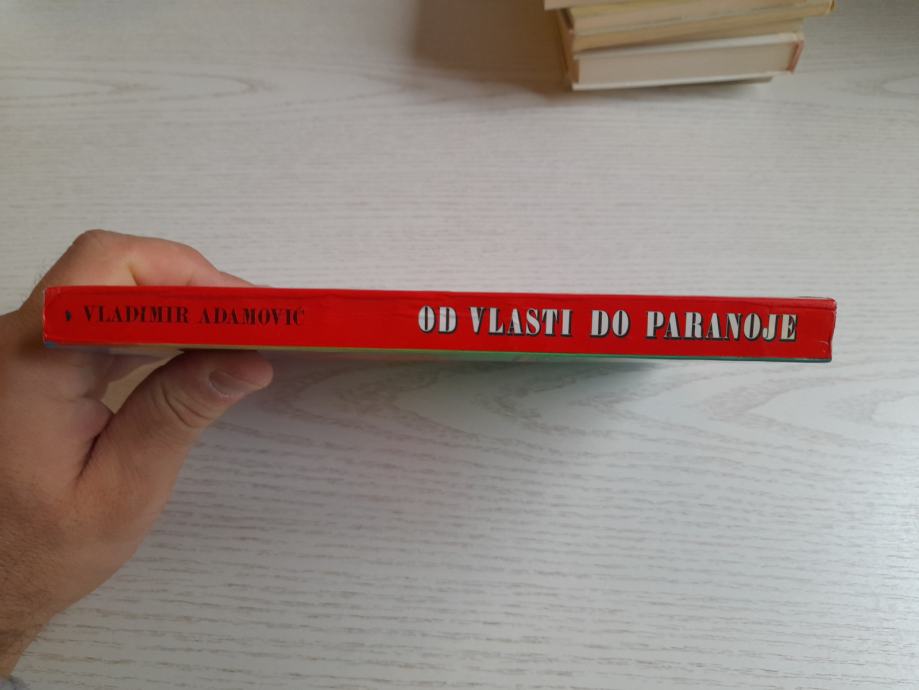 VLADIMIR ADAMOVIĆ
OD VLASTI DO PARANOJE